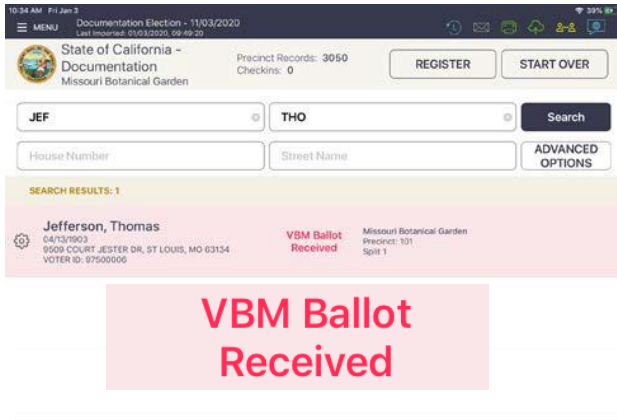 10:34 AM Fri Jan 3
39%
MENU
Documentation Election - 11/03/2020
Last Imported: 01/03/2020, 09:49:20
State of California -
Documentation
Missouri Botanical Garden
Precinct Records: 3050
Checkins: 0
REGISTER
START OVER
JEF
THO
Search
House Number
Street Name
ADVANCED
OPTIONS
SEARCH RESULTS: 1
Jefferson, Thomas
04/13/1903
9509 COURT JESTER DR, ST LOUIS, MO 63134
VOTER ID: 97500006
VBM Ballot
Received
Missouri Botanical Garden
Precinct: 101
Split 1
VBM Ballot
Received